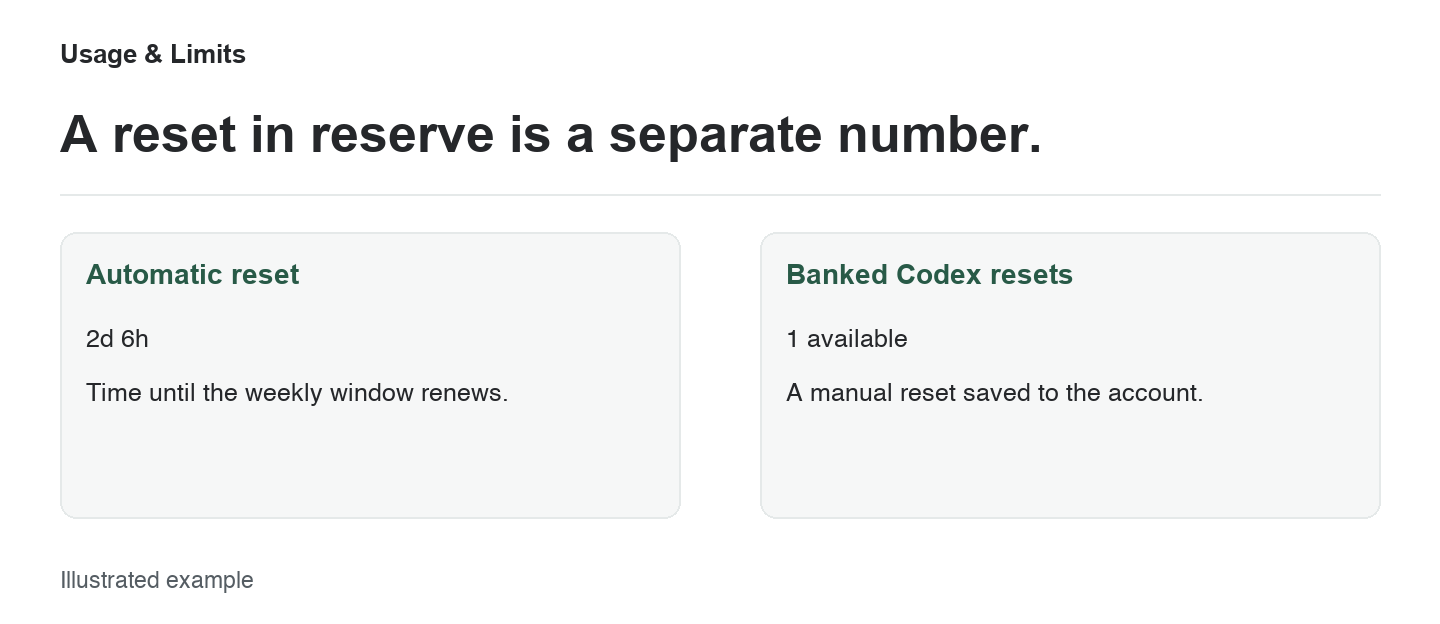 Usage & Limits
A reset in reserve is a separate number.
Automatic reset
2d 6h
Time until the weekly window renews.
Banked Codex resets
1 available
A manual reset saved to the account.
Illustrated example